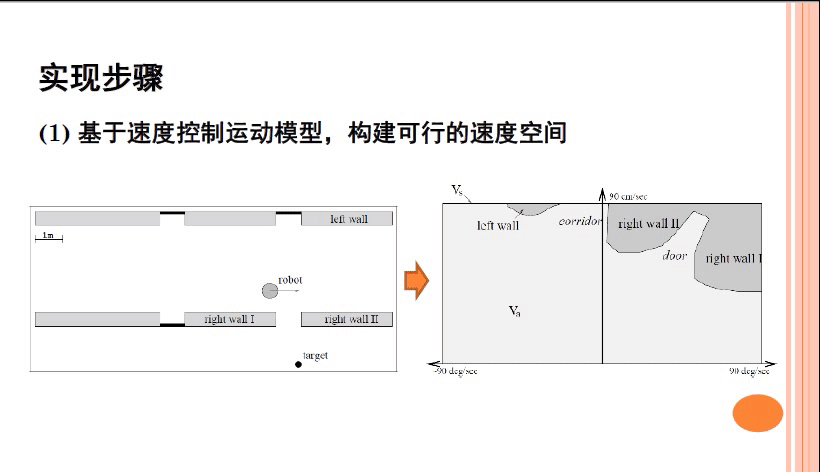 实现步骤
(1) 基于速度控制运动模型，构建可行的速度空间
left wall
1m
robot
right wall I
right wall II
target
Vs
90 cm/sec
left wall
corridor
right wall II
door
right wall I
Va
-90 deg/sec
90 deg/sec